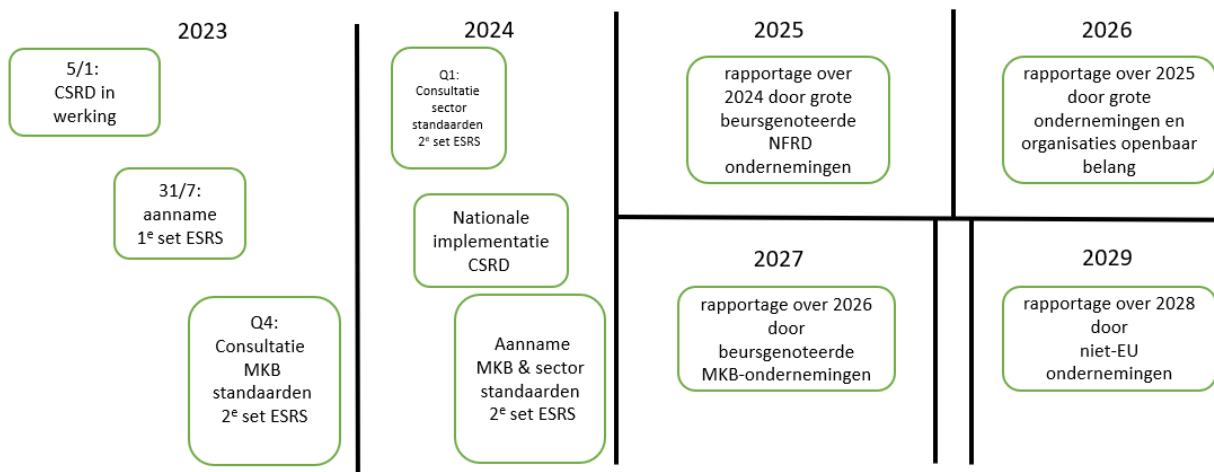 2023
5/1:
CSRD in
werking
31/7:
aanname
1e set ESRS
Q4:
Consultatie
MKB
standaarden
2e set ESRS
2024
Q1:
Consultatie
sector
standaarden
2e set ESRS
Nationale
implementatie
CSRD
Aanname
MKB & sector
standaarden
2e set ESRS
2025
rapportage over
2024 door grote
beursgenoteerde
NFRD
ondernemingen
2026
rapportage over 2025
door grote
ondernemingen en
organisaties openbaar
belang
2027
rapportage over 2026
door
beursgenoteerde
MKB-ondernemingen
2029
rapportage over 2028
door
niet-EU
ondernemingen